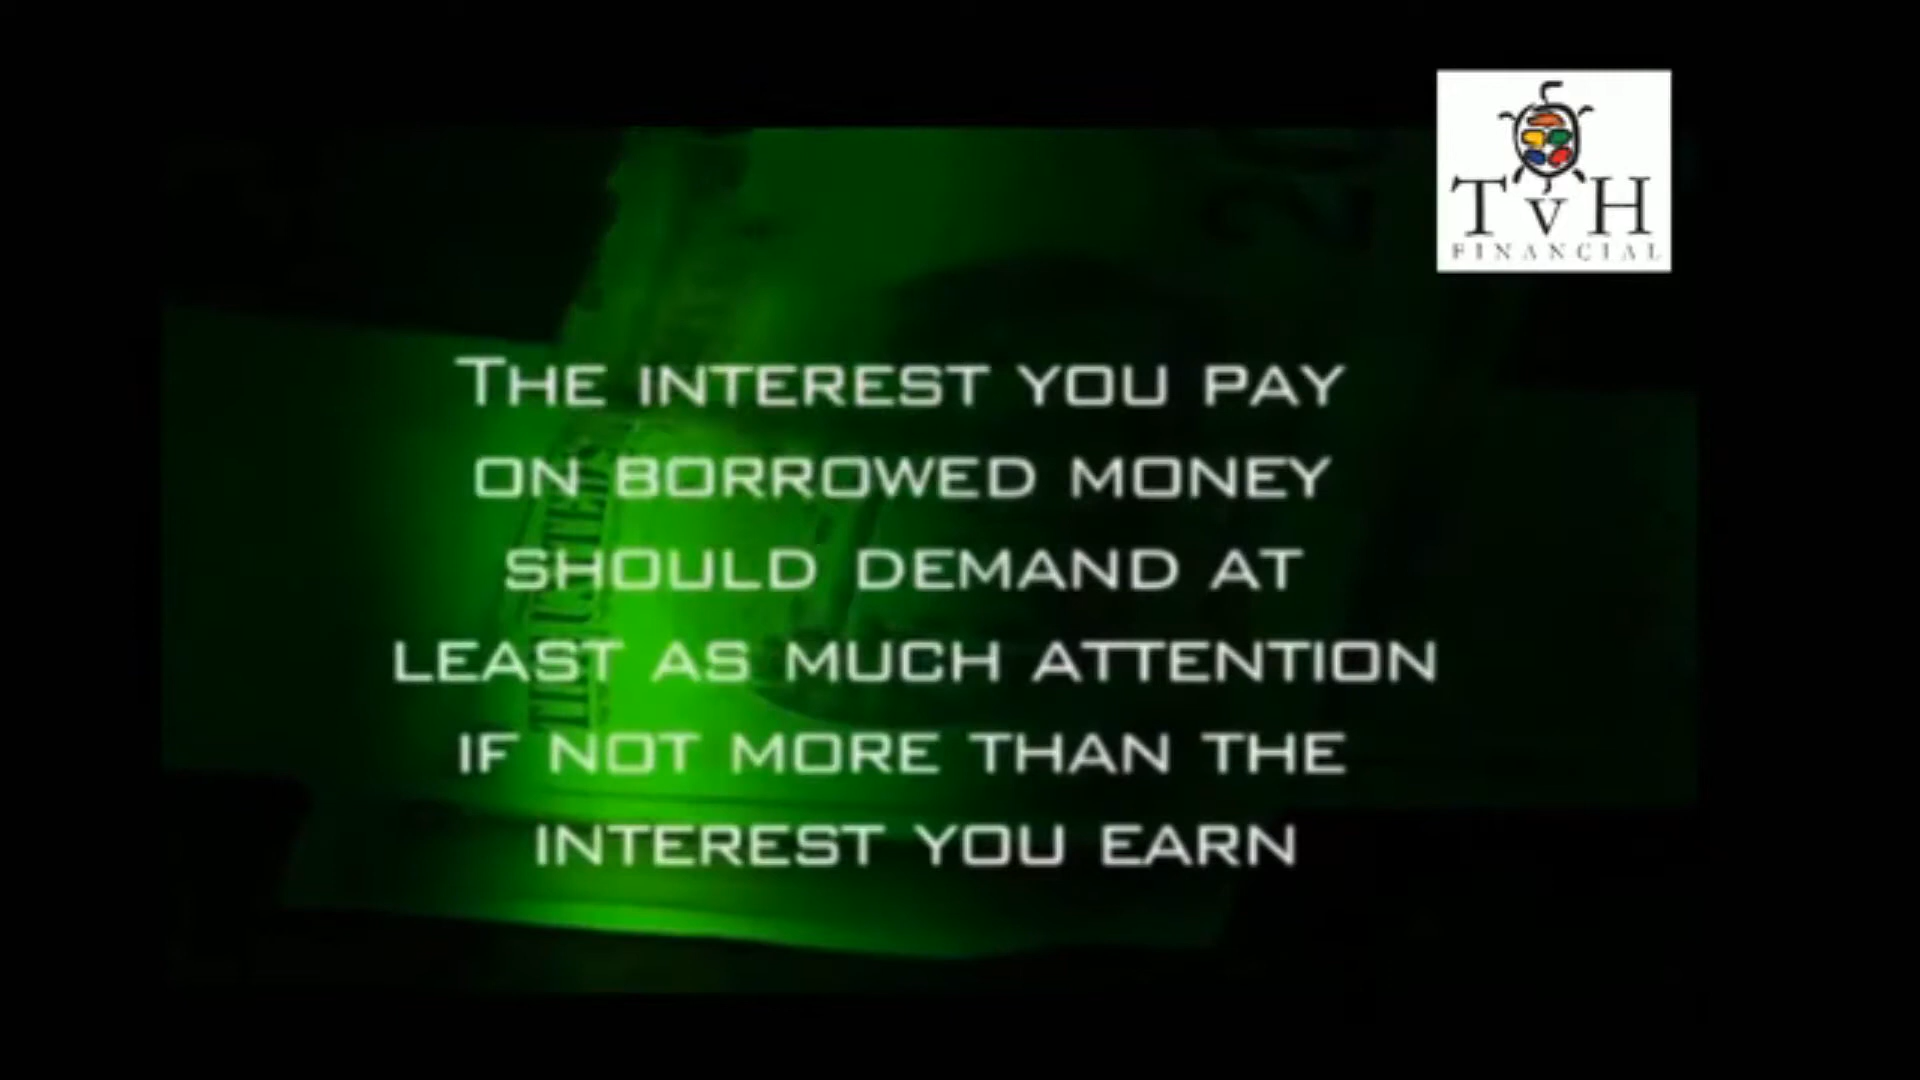 TvH
FINANCIAL
THE INTEREST YOU PAY
ON BORROWED MONEY
SHOULD DEMAND AT
LEAST AS MUCH ATTENTION
IF NOT MORE THAN THE
INTEREST YOU EARN
20